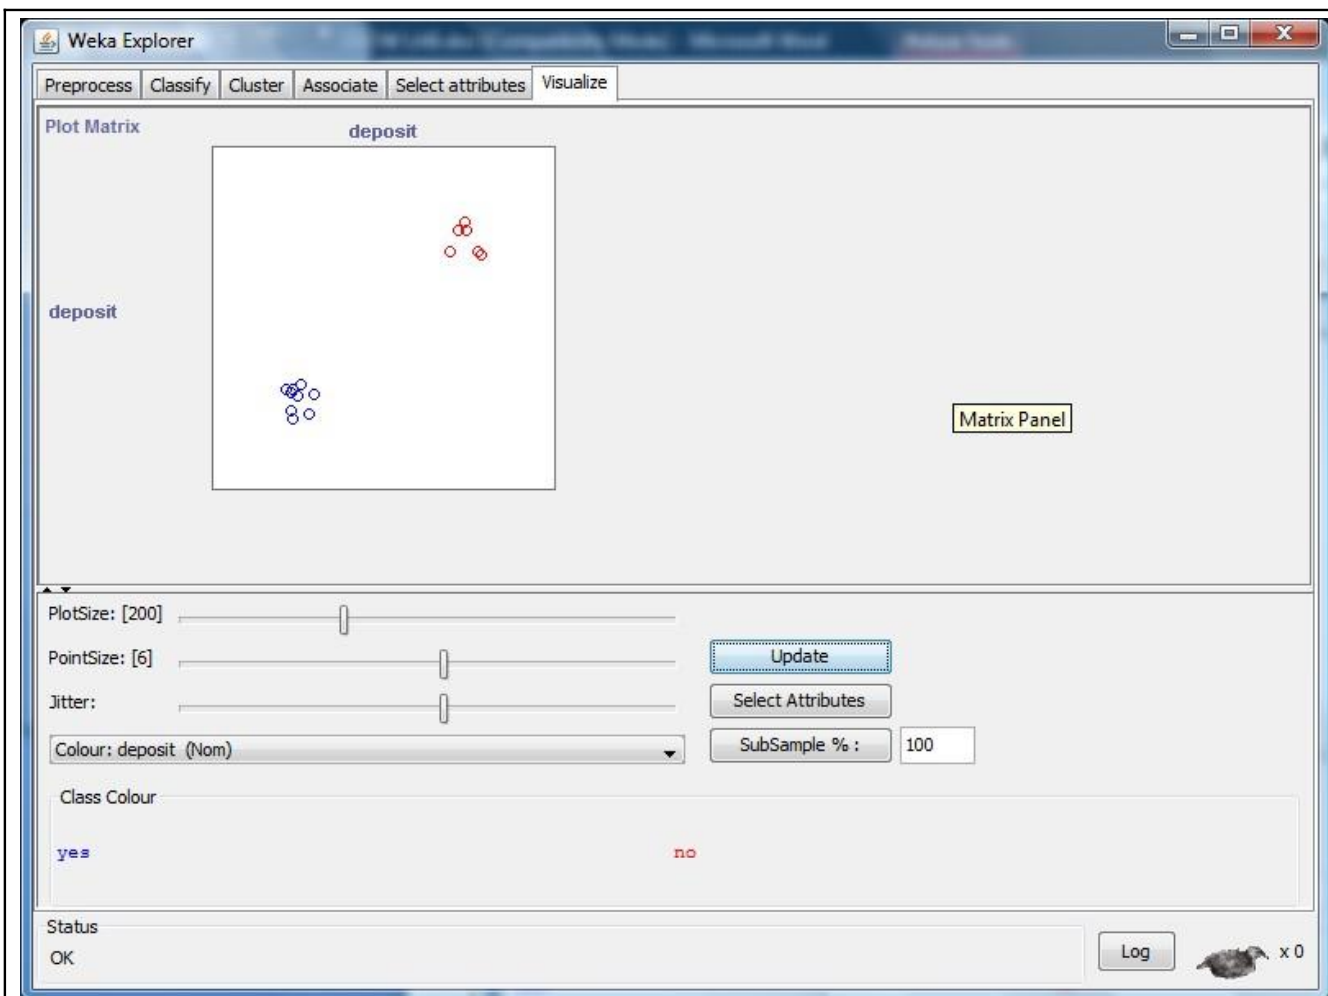 Weka Explorer
Preprocess Classify Cluster Associate Select attributes Visualize
Plot Matrix
deposit
deposit
Matrix Panel
PlotSize: [200]
PointSize: [6]
Update
Jitter:
Select Attributes
Colour: deposit (Nom)
SubSample % :
100
Class Colour
yes
no
Status
OK
Log
x 0